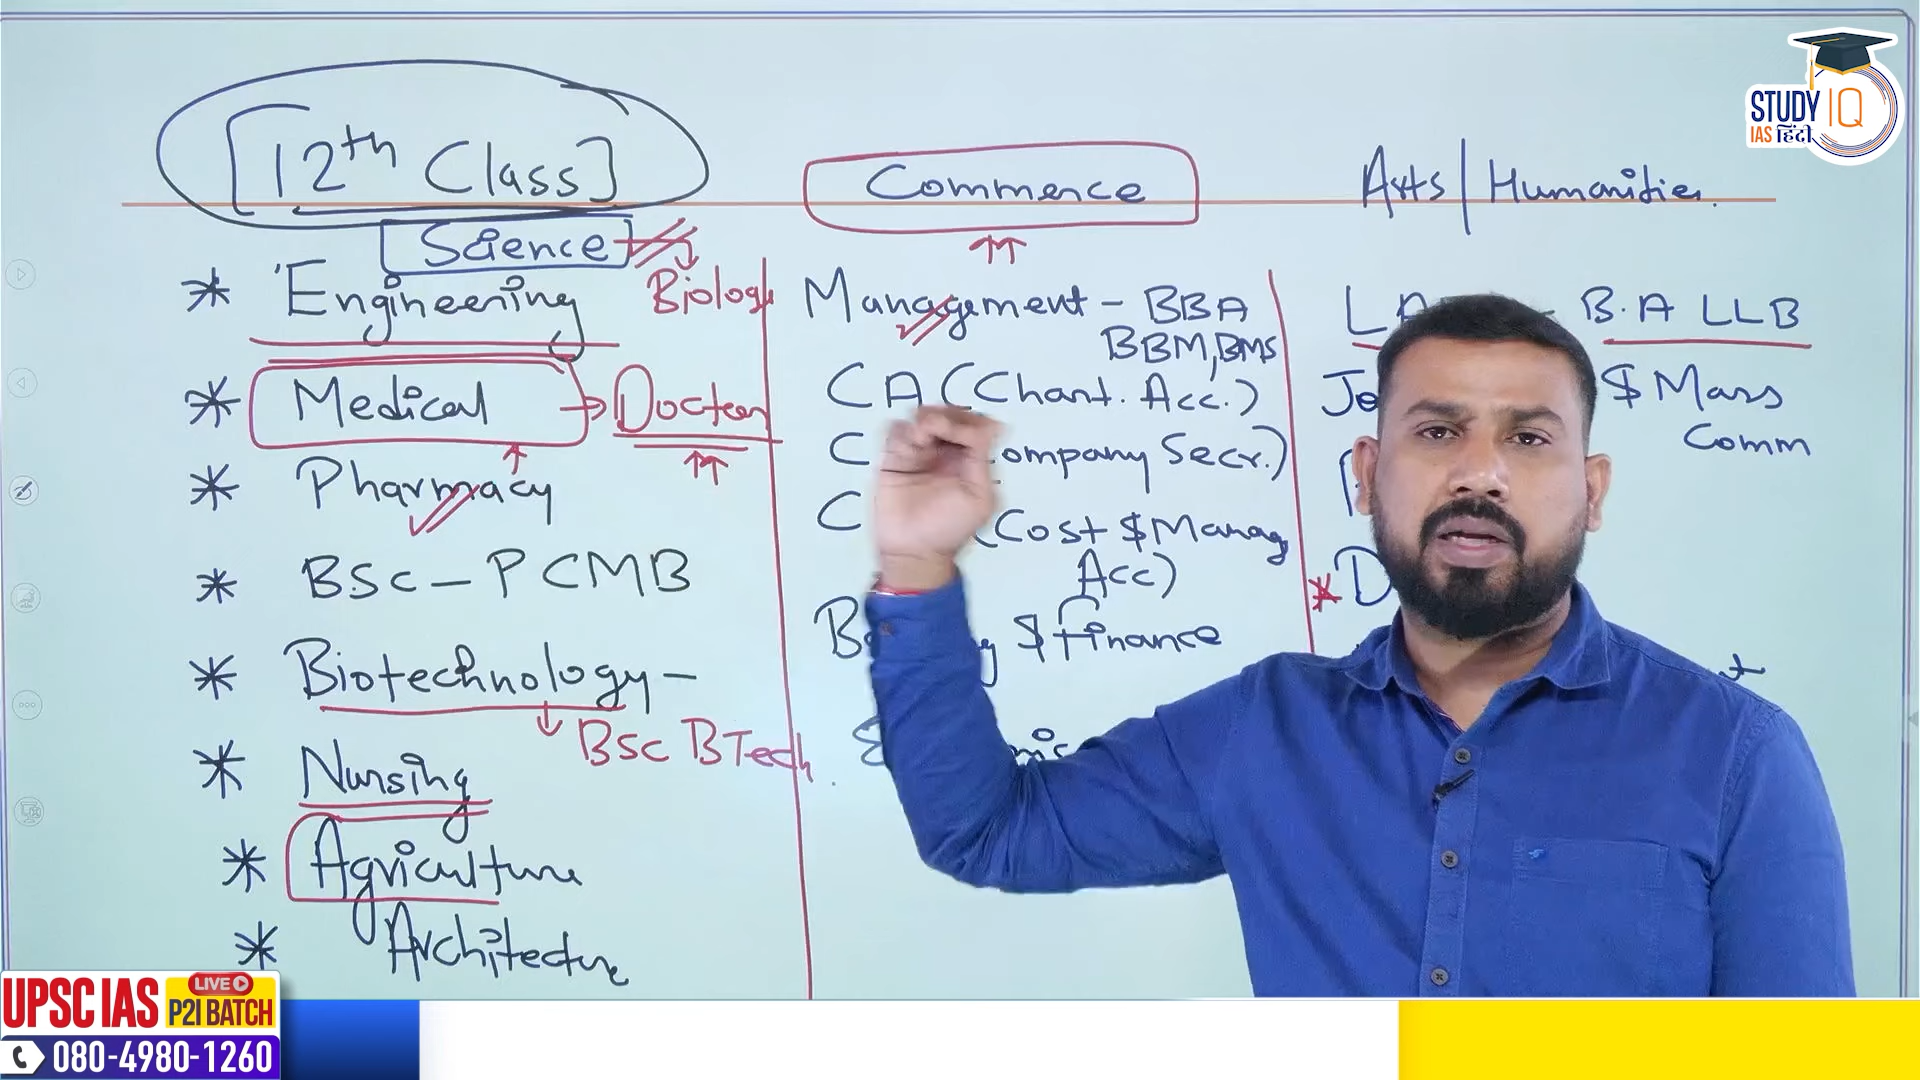 STUDY IQ
IAS हिंदी
[12th Class]
Science
Biology
* Engineering
* Medical → Doctor
* Pharmacy
* BSc - PCMB
* Biotechnology -
BSc BTech
* Nursing
* Agriculture
* Architecture
Commerce
Management - BBA
BBM, BMS
CA (Chart. Acc.)
ompany Secr.)
(Cost & Manag
Acc)
& finance
Arts/Humanities.
B.A LLB
& Mass
Comm
LIVE
UPSC IAS P2I BATCH
080-4980-1260